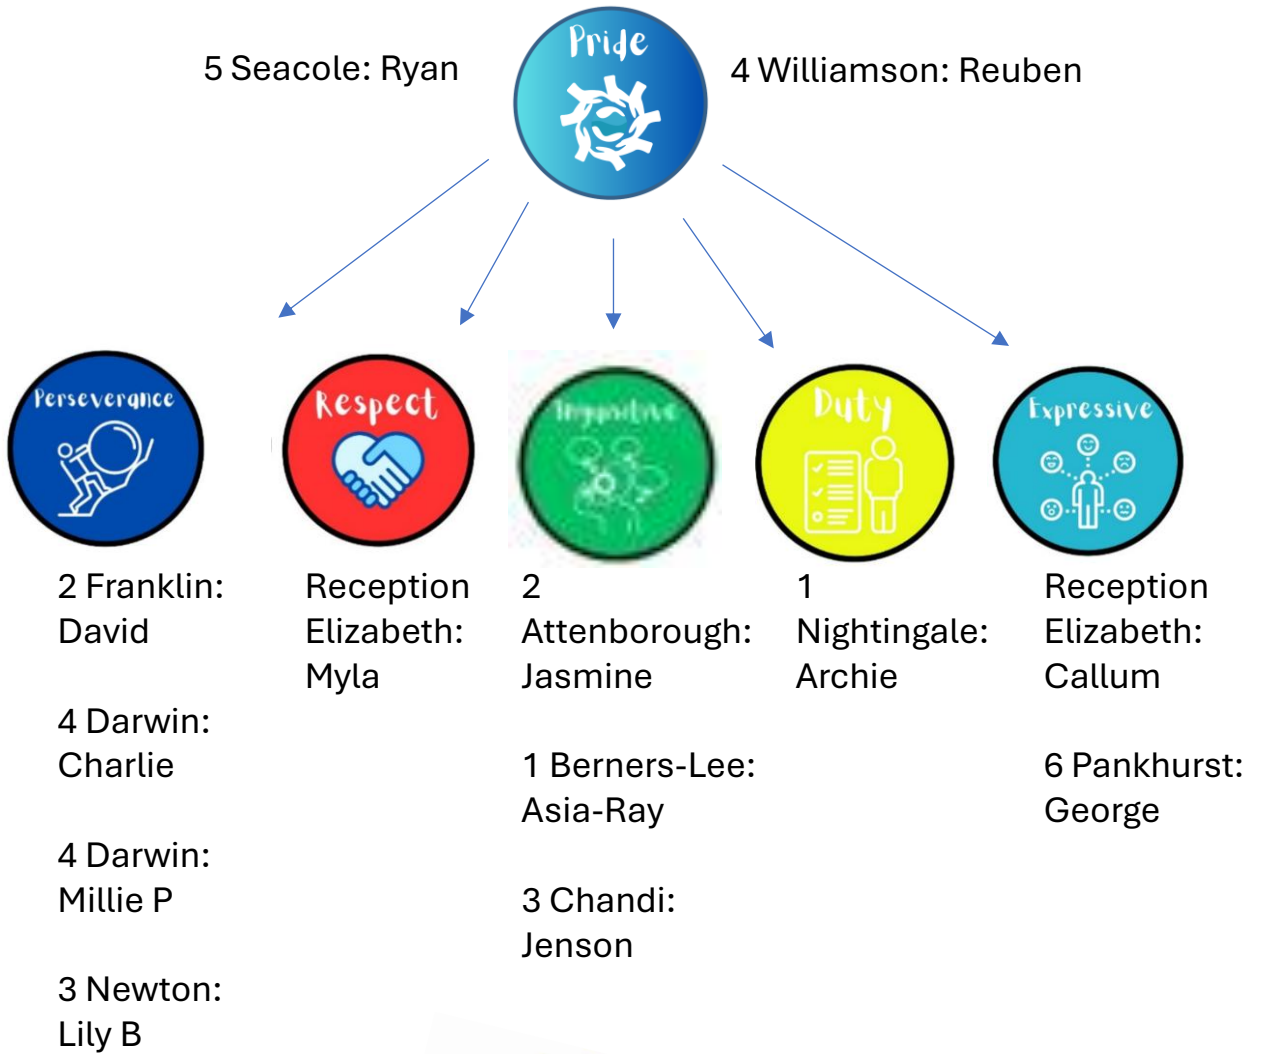 Pride
5 Seacole: Ryan
4 Williamson: Reuben
Perseverance
Respect
Duty
Expressive
2 Franklin:
David
4 Darwin:
Charlie
4 Darwin:
Millie P
3 Newton:
Lily B
Reception
Elizabeth:
Myla
2
Attenborough:
Jasmine
1 Berners-Lee:
Asia-Ray
3 Chandi:
Jenson
1
Nightingale:
Archie
Reception
Elizabeth:
Callum
6 Pankhurst:
George